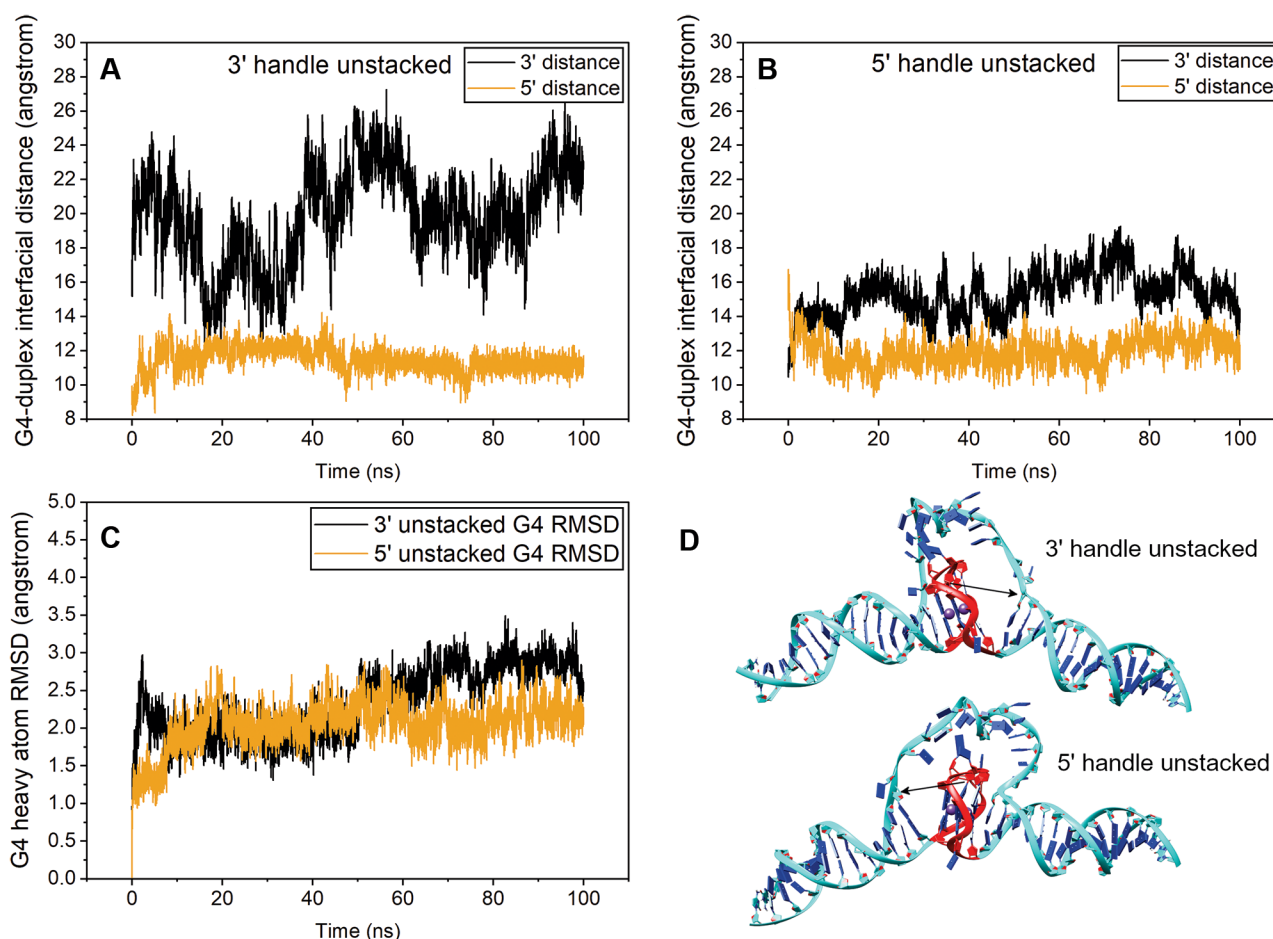 A
3' handle unstacked
3' distance
5' distance
G4-duplex interfacial distance (angstrom)
30
28
26
24
22
20
18
16
14
12
10
8
0
20
40
60
80
100
Time (ns)
B
5' handle unstacked
3' distance
5' distance
G4-duplex interfacial distance (angstrom)
30
28
26
24
22
20
18
16
14
12
10
8
0
20
40
60
80
100
Time (ns)
C
3' unstacked G4 RMSD
5' unstacked G4 RMSD
G4 heavy atom RMSD (angstrom)
5.0
4.5
4.0
3.5
3.0
2.5
2.0
1.5
1.0
0.5
0.0
0
20
40
60
80
100
Time (ns)
D
3' handle unstacked
5' handle unstacked